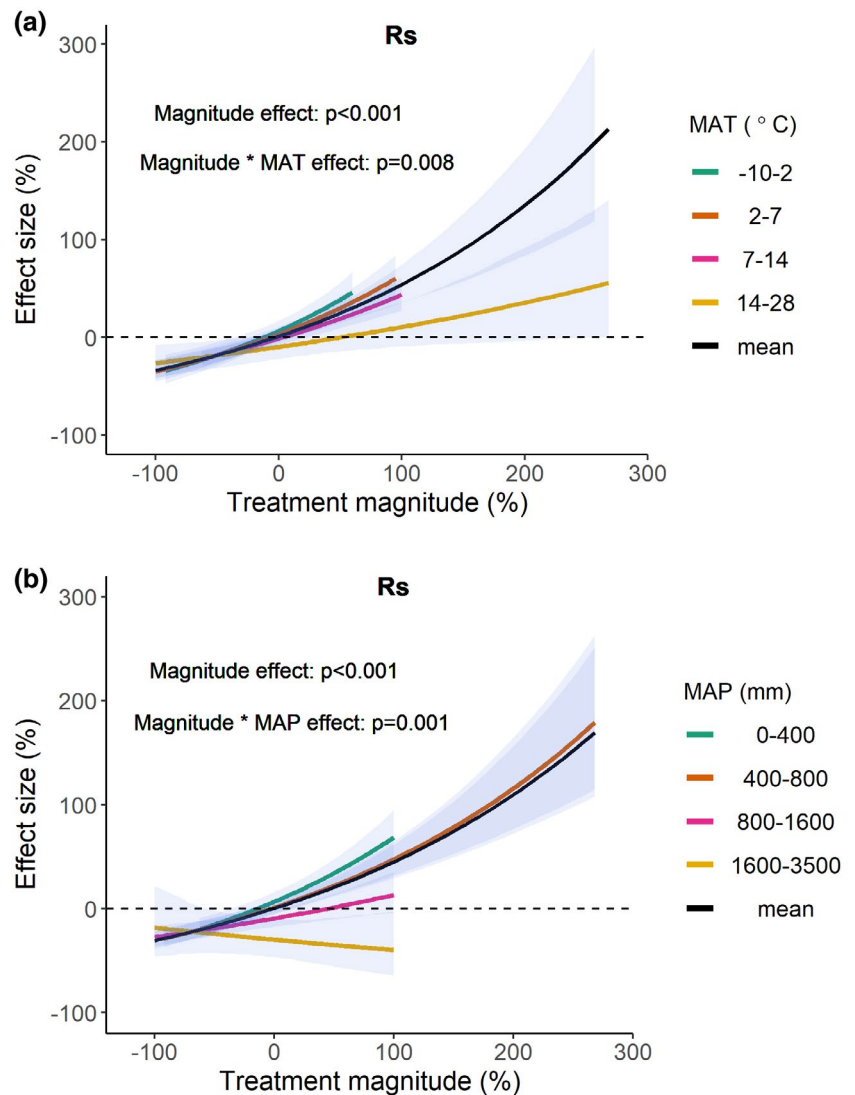 (a)
Rs
300
200
100
0
-100
Effect size (%)
Magnitude effect: p<0.001
Magnitude * MAT effect: p=0.008
-100 0 100 200 300
Treatment magnitude (%)
MAT ( ° C)
-10-2
2-7
7-14
14-28
mean
(b)
Rs
300
200
100
0
-100
Effect size (%)
Magnitude effect: p<0.001
Magnitude * MAP effect: p=0.001
-100 0 100 200 300
Treatment magnitude (%)
MAP (mm)
0-400
400-800
800-1600
1600-3500
mean